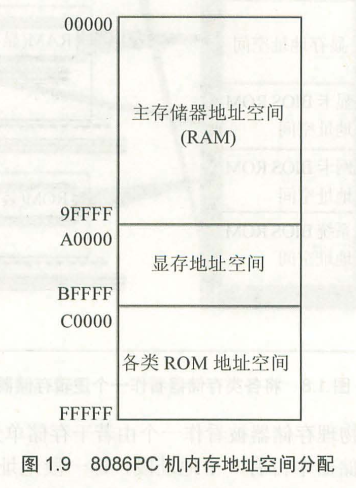 00000
主存储器地址空间
(RAM)
9FFFF
A0000
显存地址空间
BFFFF
C0000
各类 ROM 地址空间
FFFFF
图 1.9 8086PC 机内存地址空间分配